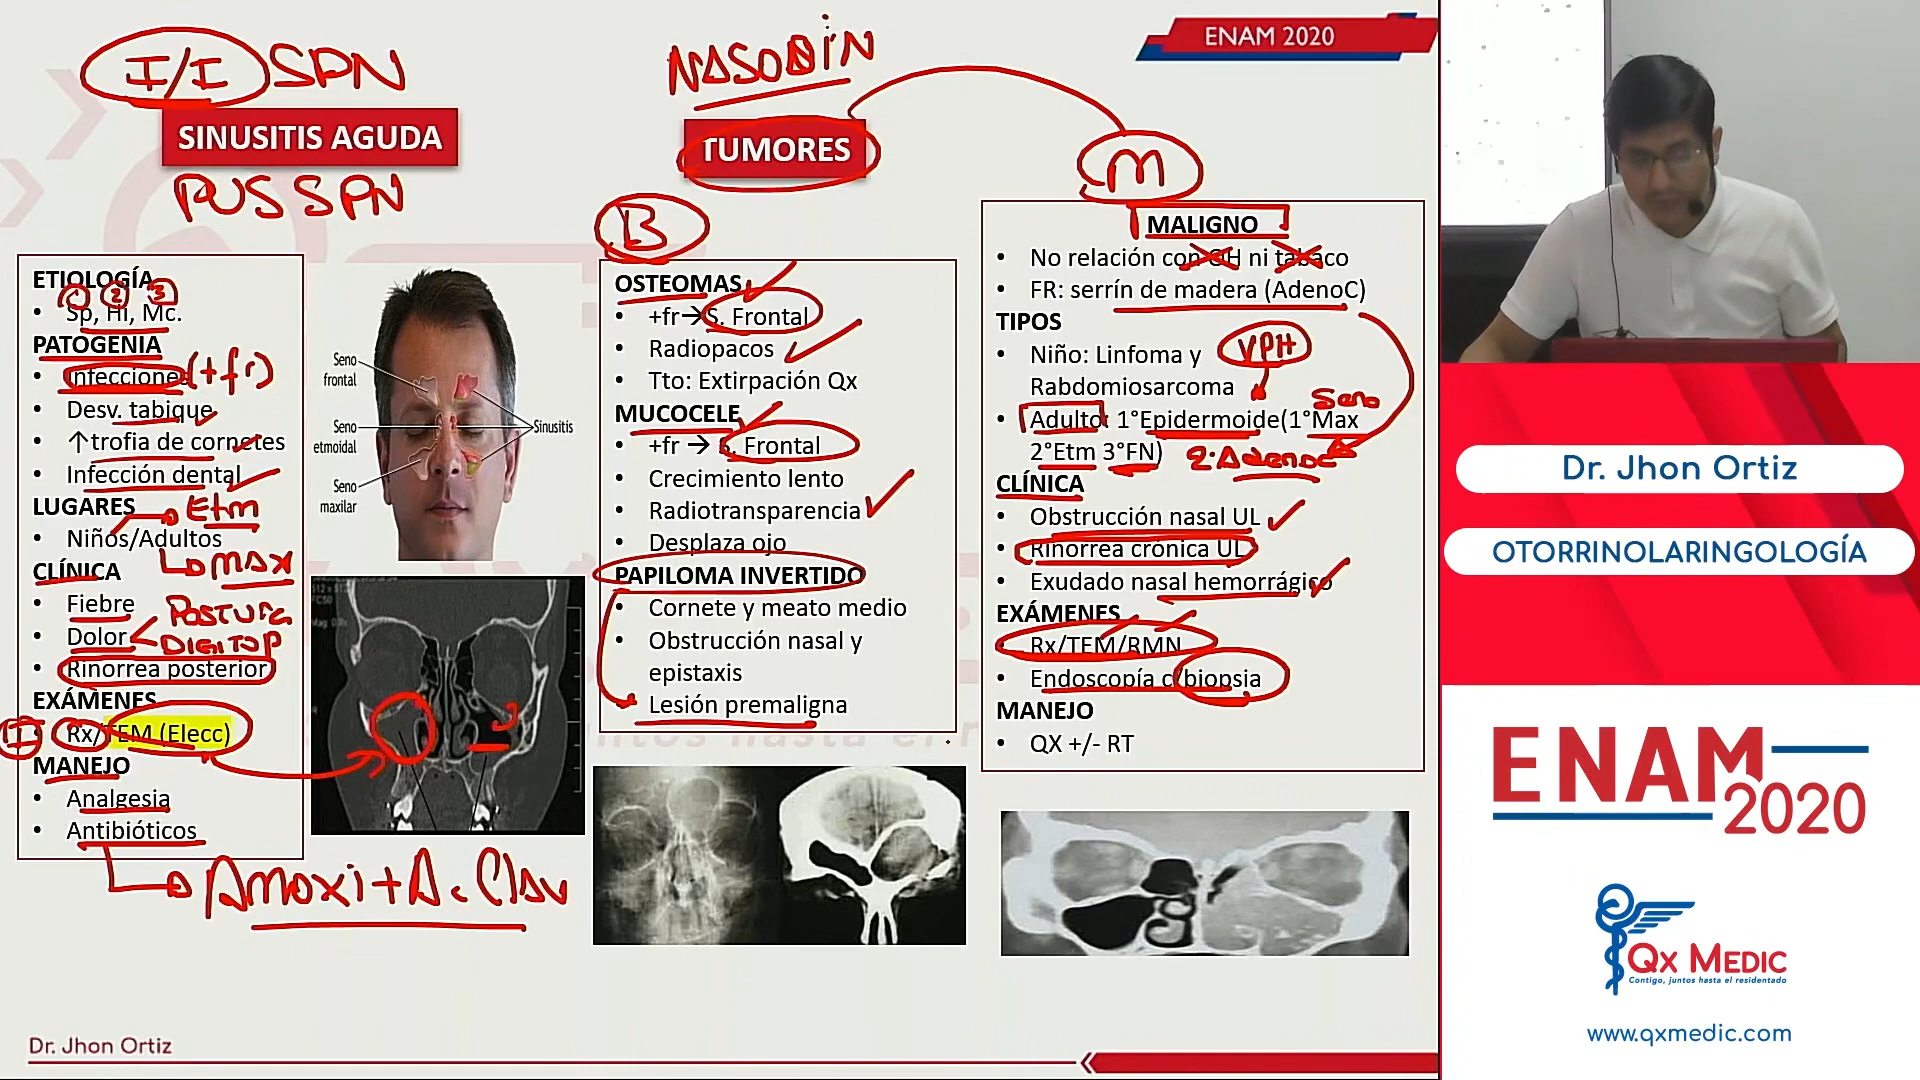 I/I SPN
SINUSITIS AGUDA
PUS SPN
ETIOLOGÍA
① ② ③
• Sp, Hi, Mc.
PATOGENIA
• Infecciones (+fr)
• Desv. tabique
• ↑trofia de cornetes
• Infección dental
LUGARES → Etm
• Niños/Adultos
↳ MAX
CLÍNICA
• Fiebre
• Dolor < POSTURA
DIGITOP
• Rinorrea posterior
EXÁMENES
• Rx/TEM (Elecc)
MANEJO
• Analgesia
• Antibióticos
→ Amoxi + A. Clav
Seno frontal
Seno etmoidal
Seno maxilar
Sinusitis
NASOSIN
TUMORES
B
OSTEOMAS
• +fr→S. Frontal
• Radiopacos
• Tto: Extirpación Qx
MUCOCELE
• +fr → S. Frontal
• Crecimiento lento
• Radiotransparencia
• Desplaza ojo
PAPILOMA INVERTIDO
• Cornete y meato medio
• Obstrucción nasal y
epistaxis
• Lesión premaligna
M
MALIGNO
• No relación con OH ni tabaco
• FR: serrín de madera (AdenoC)
TIPOS
• Niño: Linfoma y VPH
Rabdomiosarcoma
Seno
• Adulto: 1°Epidermoide(1°Max
2°Etm 3°FN) 2. AdenoC
CLÍNICA
• Obstrucción nasal UL
• Rinorrea crónica UL
• Exudado nasal hemorrágico
EXÁMENES
• Rx/TEM/RMN
• Endoscopía c/biopsia
MANEJO
• QX +/- RT
ENAM 2020
Dr. Jhon Ortiz
Dr. Jhon Ortiz
OTORRINOLARINGOLOGÍA
ENAM
2020
Qx MEDIC
Contigo, juntos hasta el residentado
www.qxmedic.com